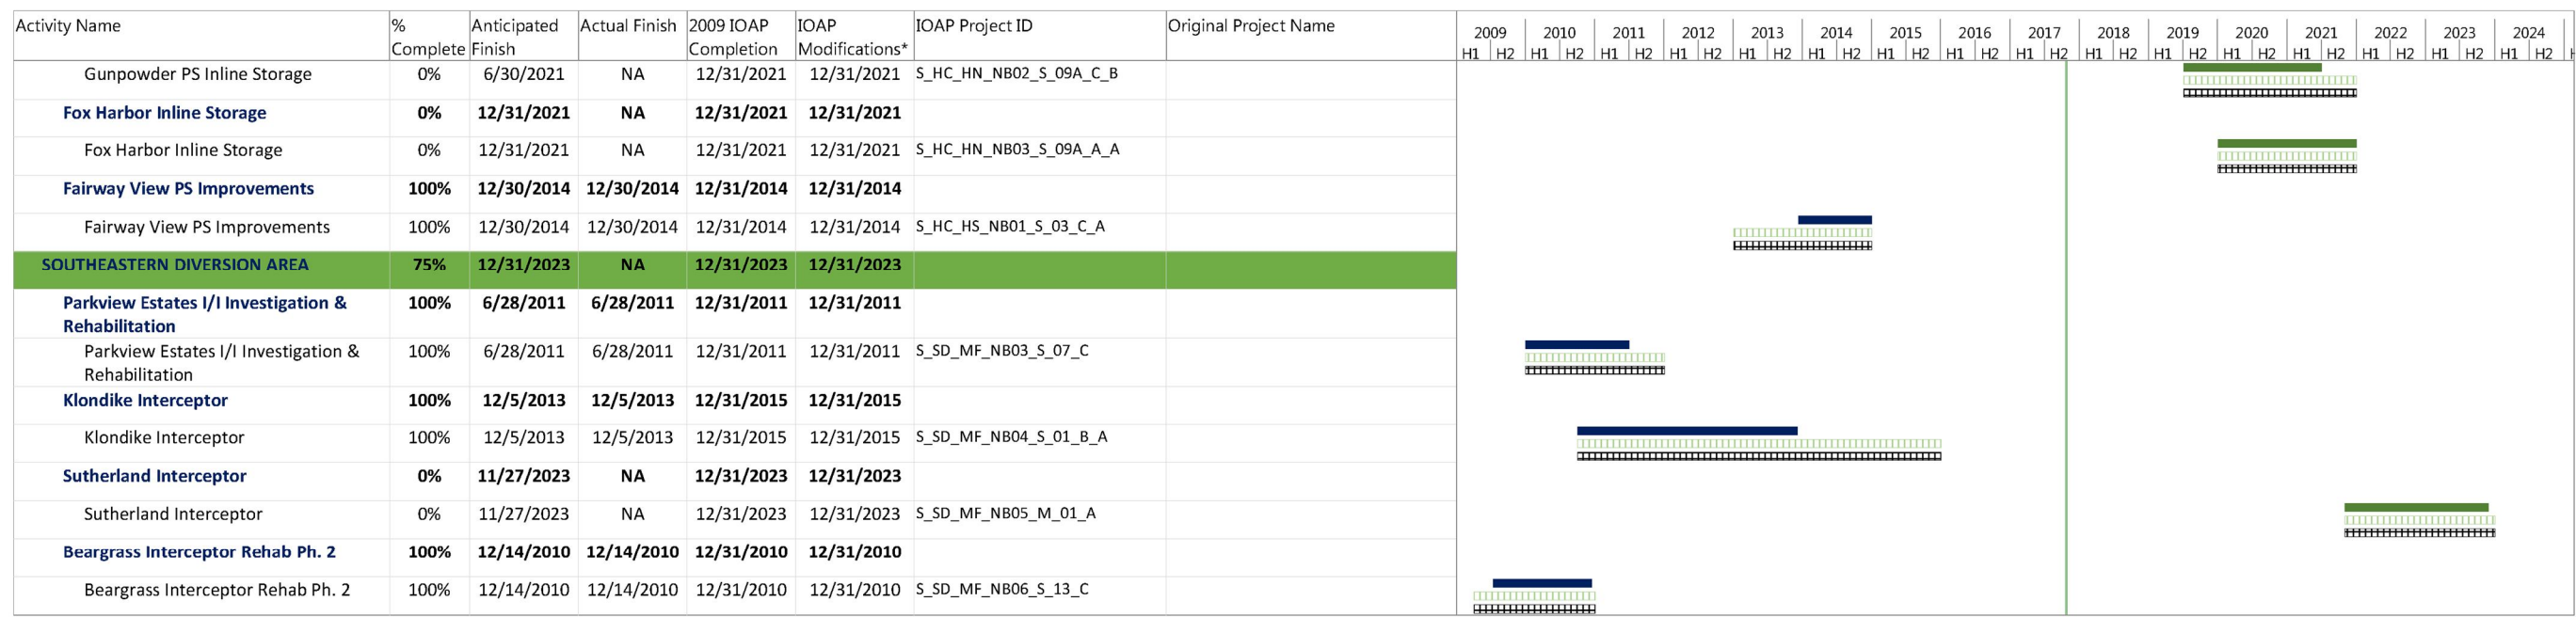 Activity Name % Complete Anticipated Finish Actual Finish 2009 IOAP Completion IOAP Modifications* IOAP Project ID Original Project Name
2009 2010 2011 2012 2013 2014 2015 2016 2017 2018 2019 2020 2021 2022 2023 2024
H1 H2 H1 H2 H1 H2 H1 H2 H1 H2 H1 H2 H1 H2 H1 H2 H1 H2 H1 H2 H1 H2 H1 H2 H1 H2 H1 H2 H1 H2 H1 H2
Gunpowder PS Inline Storage 0% 6/30/2021 NA 12/31/2021 12/31/2021 S_HC_HN_NB02_S_09A_C_B
Fox Harbor Inline Storage 0% 12/31/2021 NA 12/31/2021 12/31/2021
Fox Harbor Inline Storage 0% 12/31/2021 NA 12/31/2021 12/31/2021 S_HC_HN_NB03_S_09A_A_A
Fairway View PS Improvements 100% 12/30/2014 12/30/2014 12/31/2014 12/31/2014
Fairway View PS Improvements 100% 12/30/2014 12/30/2014 12/31/2014 12/31/2014 S_HC_HS_NB01_S_03_C_A
SOUTHEASTERN DIVERSION AREA 75% 12/31/2023 NA 12/31/2023 12/31/2023
Parkview Estates I/I Investigation & 100% 6/28/2011 6/28/2011 12/31/2011 12/31/2011
Rehabilitation
Parkview Estates I/I Investigation & 100% 6/28/2011 6/28/2011 12/31/2011 12/31/2011 S_SD_MF_NB03_S_07_C
Rehabilitation
Klondike Interceptor 100% 12/5/2013 12/5/2013 12/31/2015 12/31/2015
Klondike Interceptor 100% 12/5/2013 12/5/2013 12/31/2015 12/31/2015 S_SD_MF_NB04_S_01_B_A
Sutherland Interceptor 0% 11/27/2023 NA 12/31/2023 12/31/2023
Sutherland Interceptor 0% 11/27/2023 NA 12/31/2023 12/31/2023 S_SD_MF_NB05_M_01_A
Beargrass Interceptor Rehab Ph. 2 100% 12/14/2010 12/14/2010 12/31/2010 12/31/2010
Beargrass Interceptor Rehab Ph. 2 100% 12/14/2010 12/14/2010 12/31/2010 12/31/2010 S_SD_MF_NB06_S_13_C